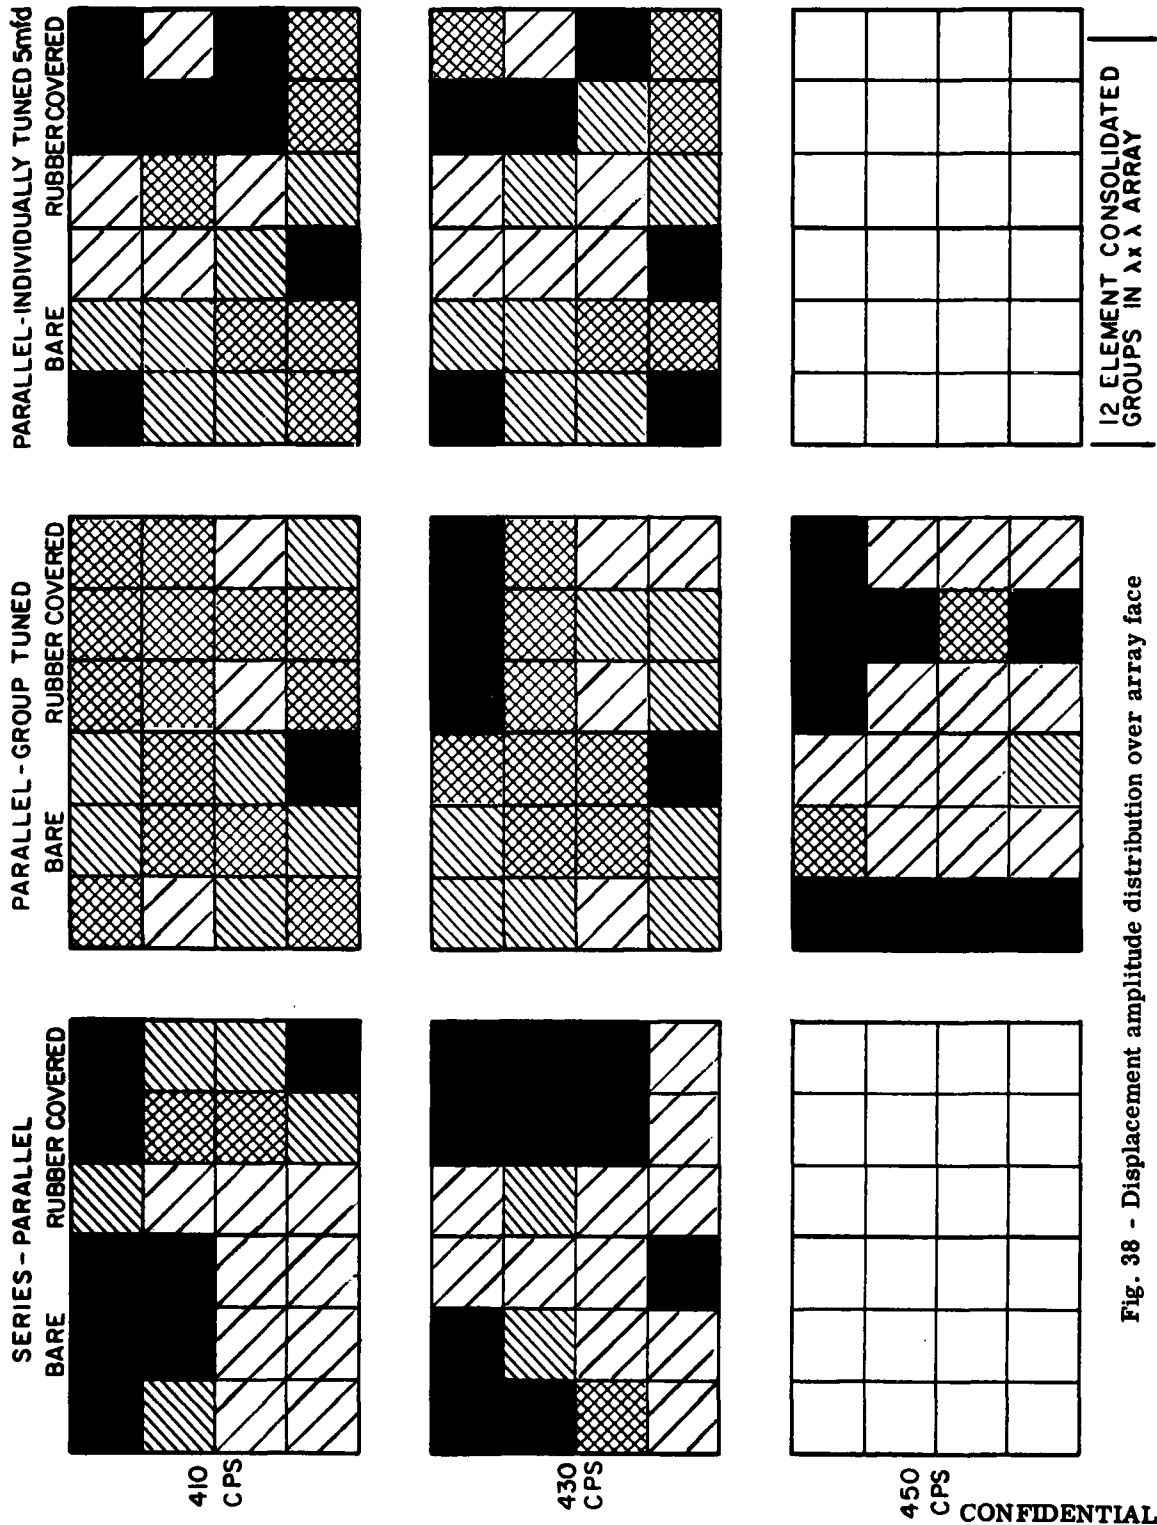 SERIES-PARALLEL
BARE RUBBER COVERED
PARALLEL-GROUP TUNED
BARE RUBBER COVERED
PARALLEL-INDIVIDUALLY TUNED 5mfd
BARE RUBBER COVERED
410
CPS
430
CPS
450
CPS
12 ELEMENT CONSOLIDATED
GROUPS IN λ x λ ARRAY
Fig. 38 - Displacement amplitude distribution over array face
CONFIDENTIAL